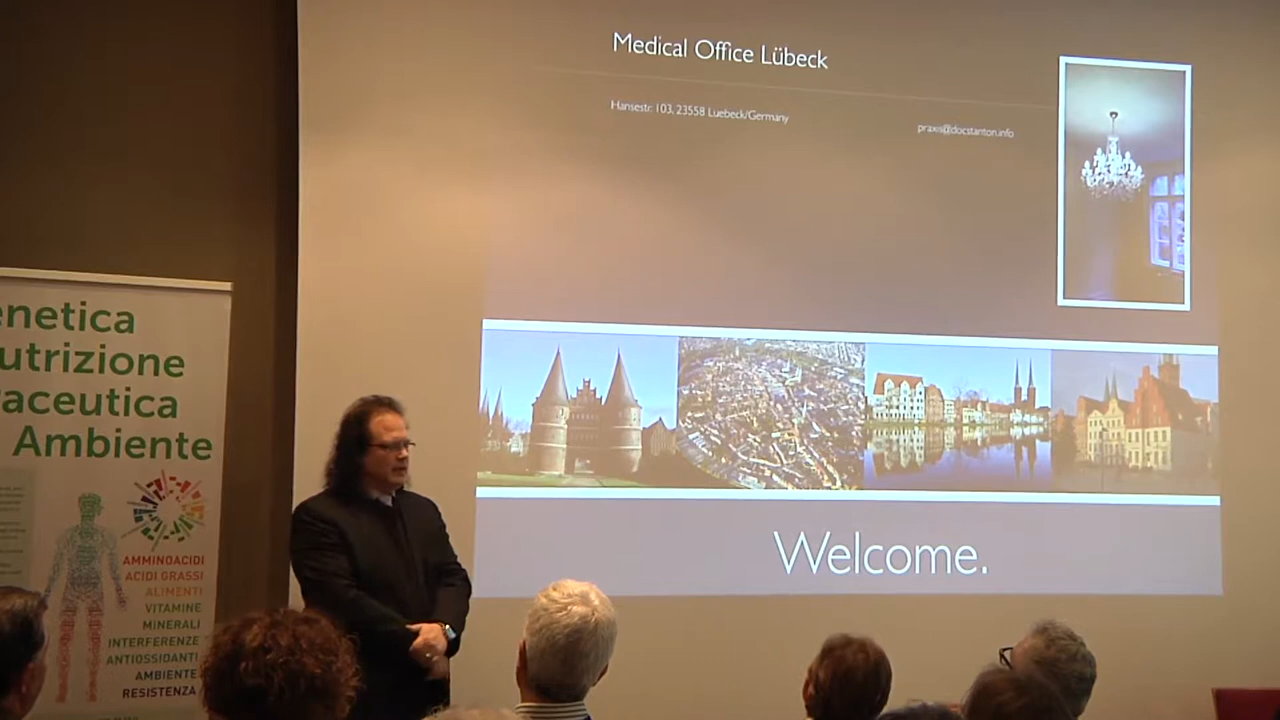 Medical Office Lübeck
Hansestr. 103, 23558 Luebeck/Germany
praxis@docstanton.info
Welcome.
enetica
utrizione
raceutica
Ambiente
AMMINOACIDI
ACIDI GRASSI
ALIMENTI
VITAMINE
MINERALI
INTERFERENZE
ANTIOSSIDANTI
AMBIENTE
RESISTENZA